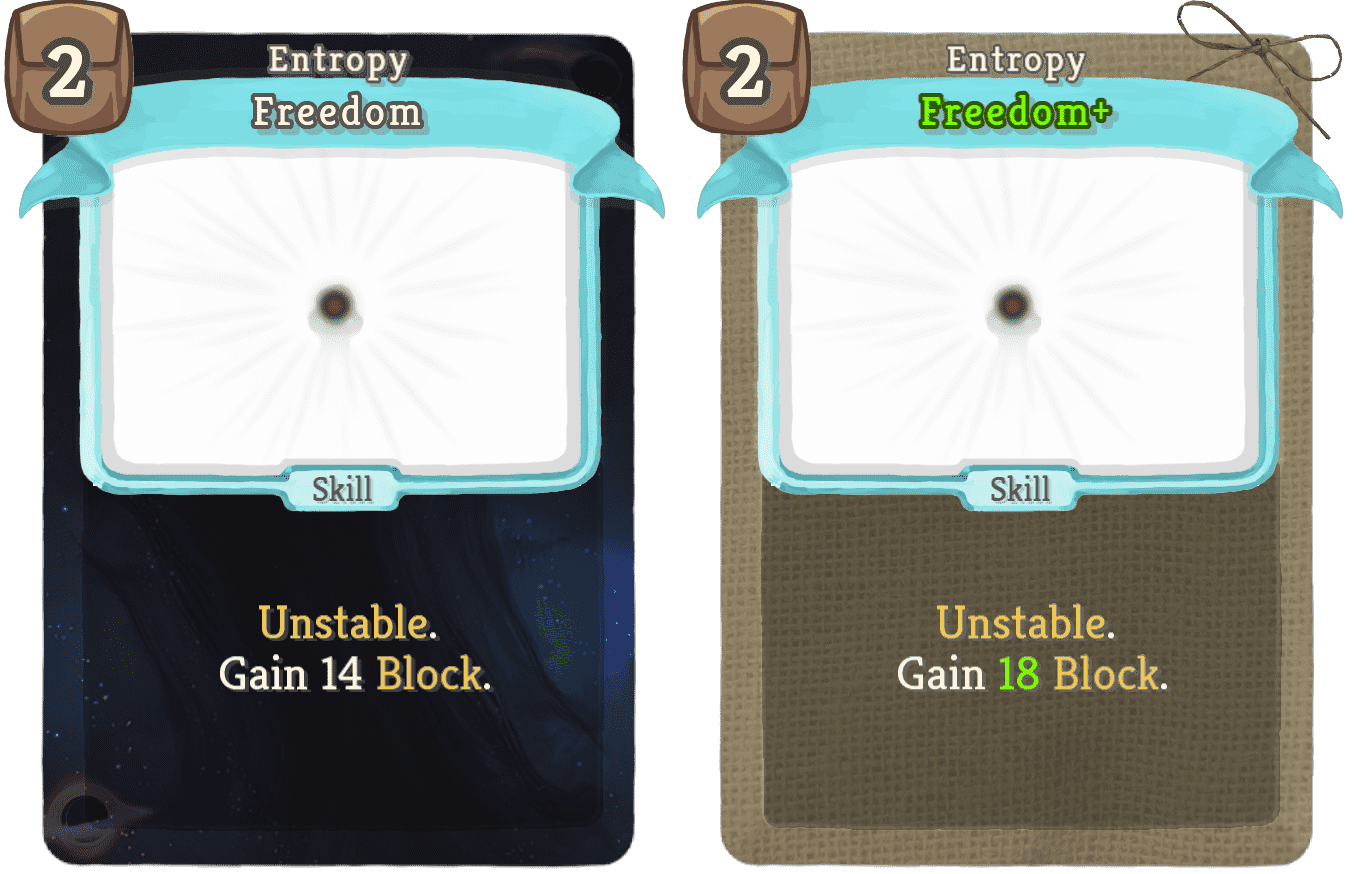 2
Entropy
Freedom
Skill
Unstable.
Gain 14 Block.
2
Entropy
Freedom+
Skill
Unstable.
Gain 18 Block.